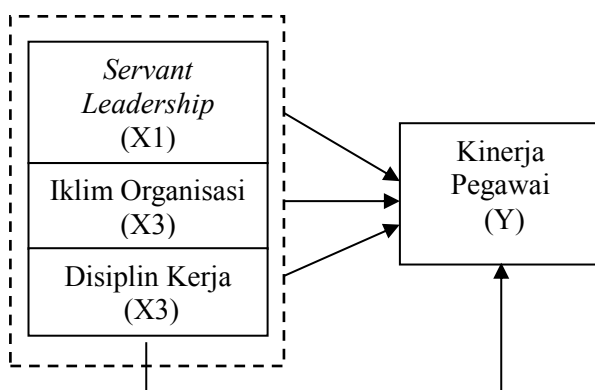 Servant
Leadership
(X1)
Iklim Organisasi
(X3)
Disiplin Kerja
(X3)
Kinerja
Pegawai
(Y)